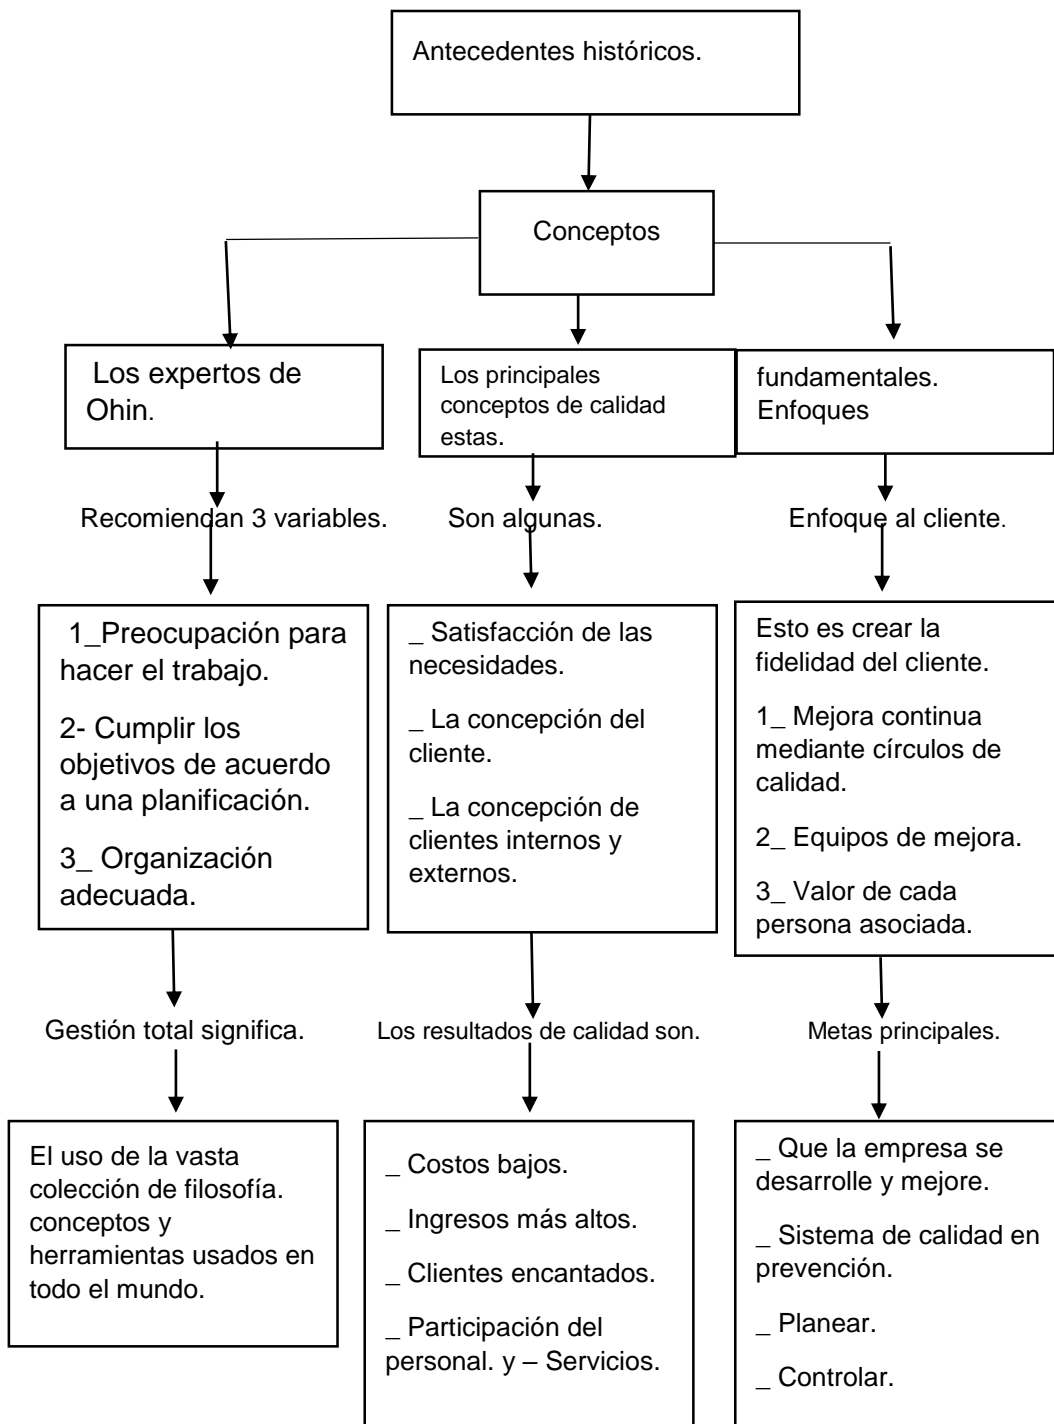 Antecedentes históricos.
Conceptos
Los expertos de
Ohin.
Los principales
conceptos de calidad
estas.
fundamentales.
Enfoques
Recomiendan 3 variables.
Son algunas.
Enfoque al cliente.
1_Preocupación para
hacer el trabajo.
2- Cumplir los
objetivos de acuerdo
a una planificación.
3_ Organización
adecuada.
_ Satisfacción de las
necesidades.
_ La concepción del
cliente.
_ La concepción de
clientes internos y
externos.
Esto es crear la
fidelidad del cliente.
1_ Mejora continua
mediante círculos de
calidad.
2_ Equipos de mejora.
3_ Valor de cada
persona asociada.
Gestión total significa.
Los resultados de calidad son.
Metas principales.
El uso de la vasta
colección de filosofía.
conceptos y
herramientas usados en
todo el mundo.
_ Costos bajos.
_ Ingresos más altos.
_ Clientes encantados.
_ Participación del
personal. y – Servicios.
_ Que la empresa se
desarrolle y mejore.
_ Sistema de calidad en
prevención.
_ Planear.
_ Controlar.